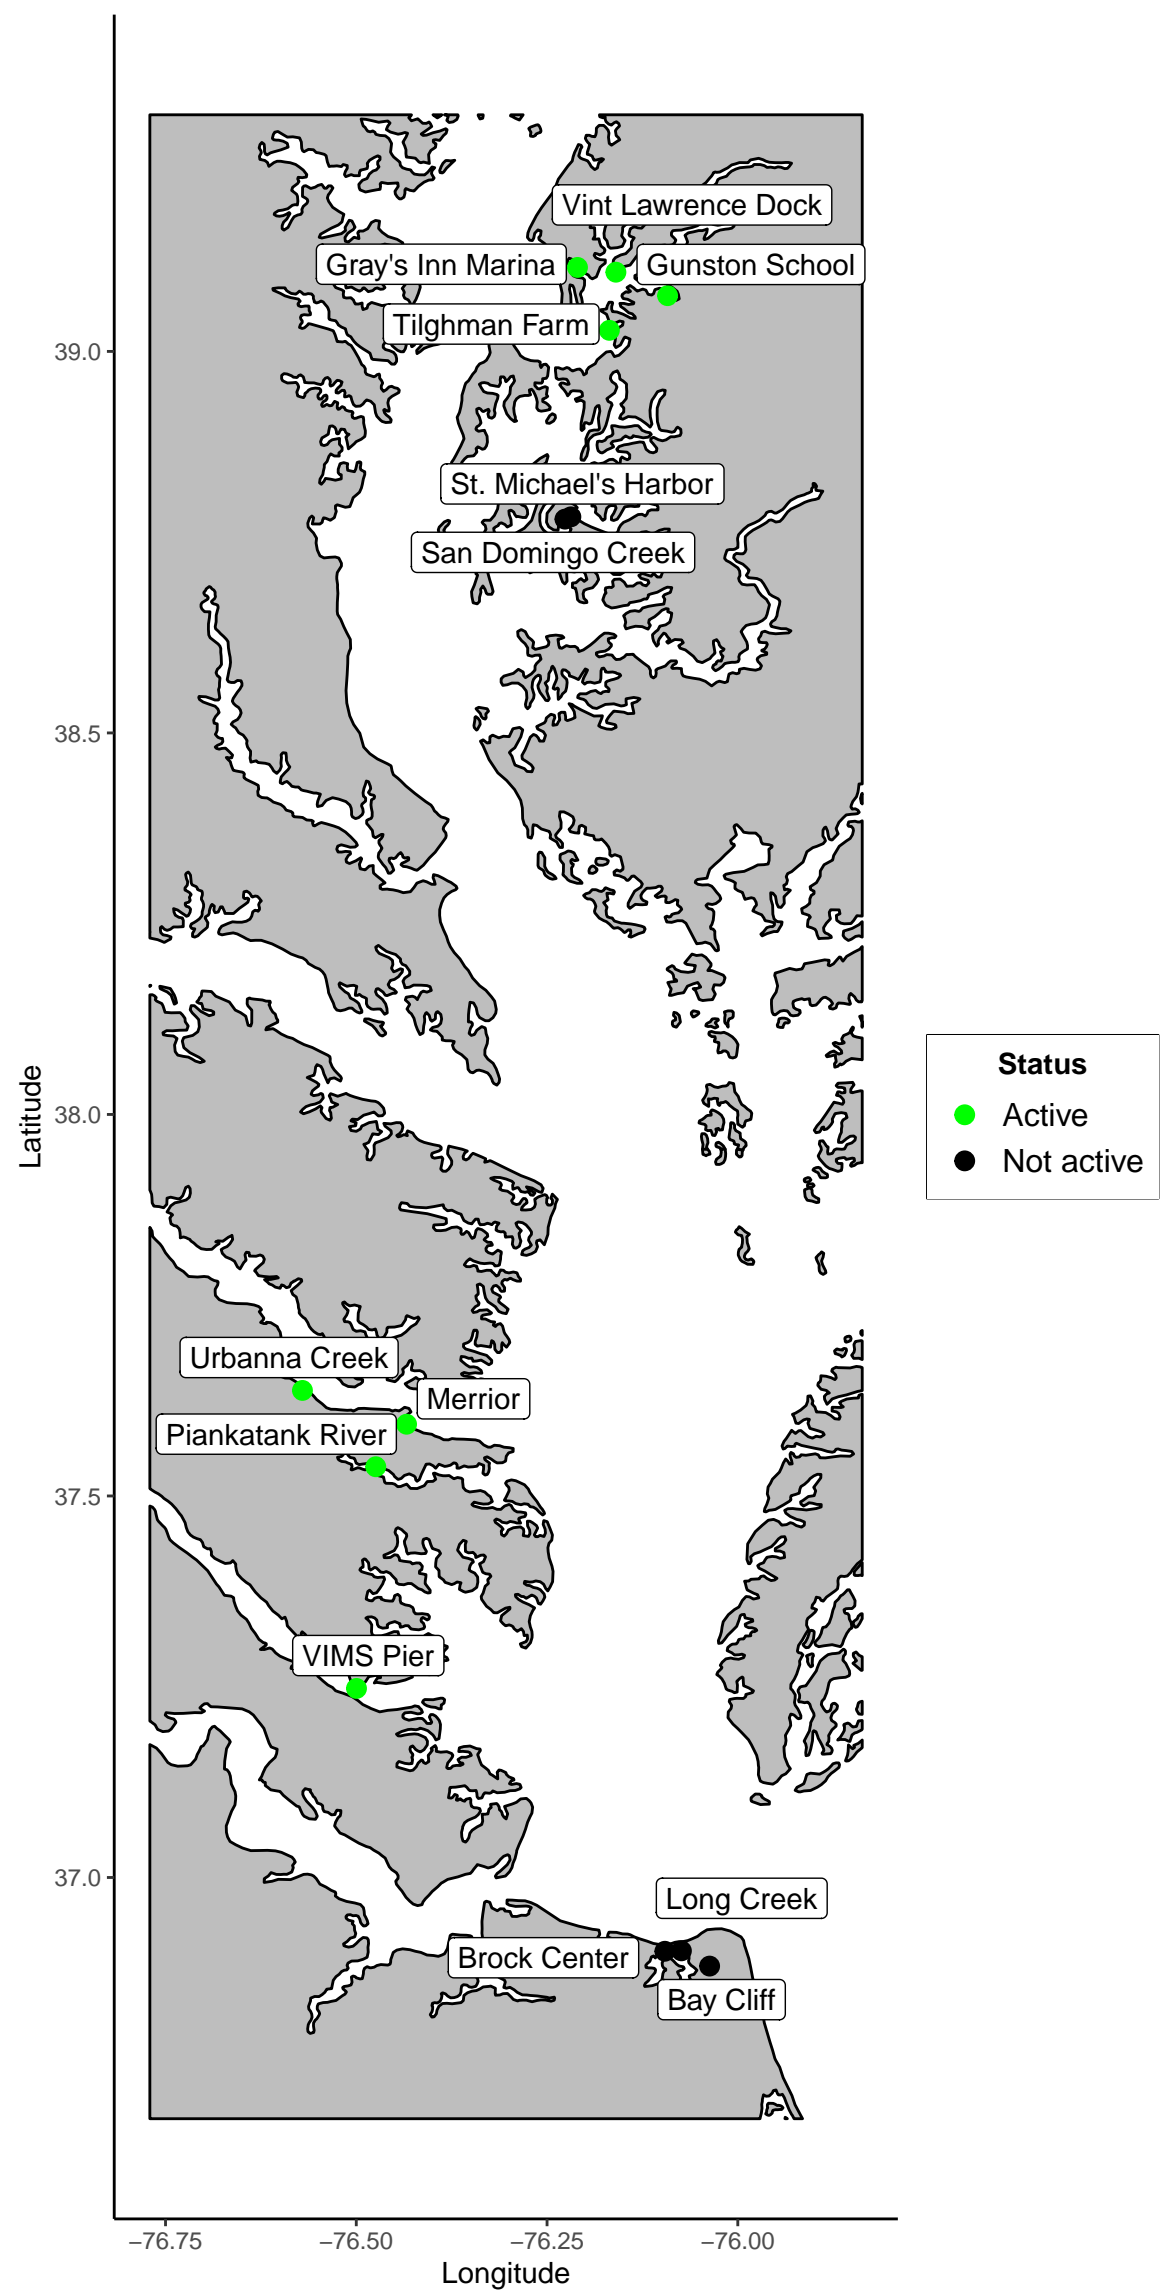 Vint Lawrence Dock
Gray's Inn Marina
Gunston School
Tilghman Farm
39.0
St. Michael's Harbor
San Domingo Creek
38.5
Status
Active
Not active
Latitude
38.0
Urbanna Creek
Merrior
Piankatank River
37.5
VIMS Pier
37.0
Long Creek
Brock Center
Bay Cliff
−76.75
−76.50
−76.25
−76.00
Longitude